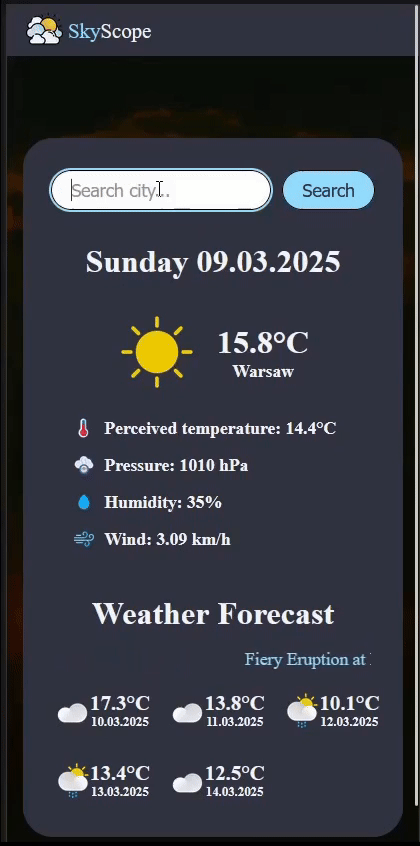 SkyScope
Search city...
Search
Sunday 09.03.2025
15.8°C
Warsaw
Perceived temperature: 14.4°C
Pressure: 1010 hPa
Humidity: 35%
Wind: 3.09 km/h
Weather Forecast
Fiery Eruption at
17.3°C
10.03.2025
13.8°C
11.03.2025
10.1°C
12.03.2025
13.4°C
13.03.2025
12.5°C
14.03.2025